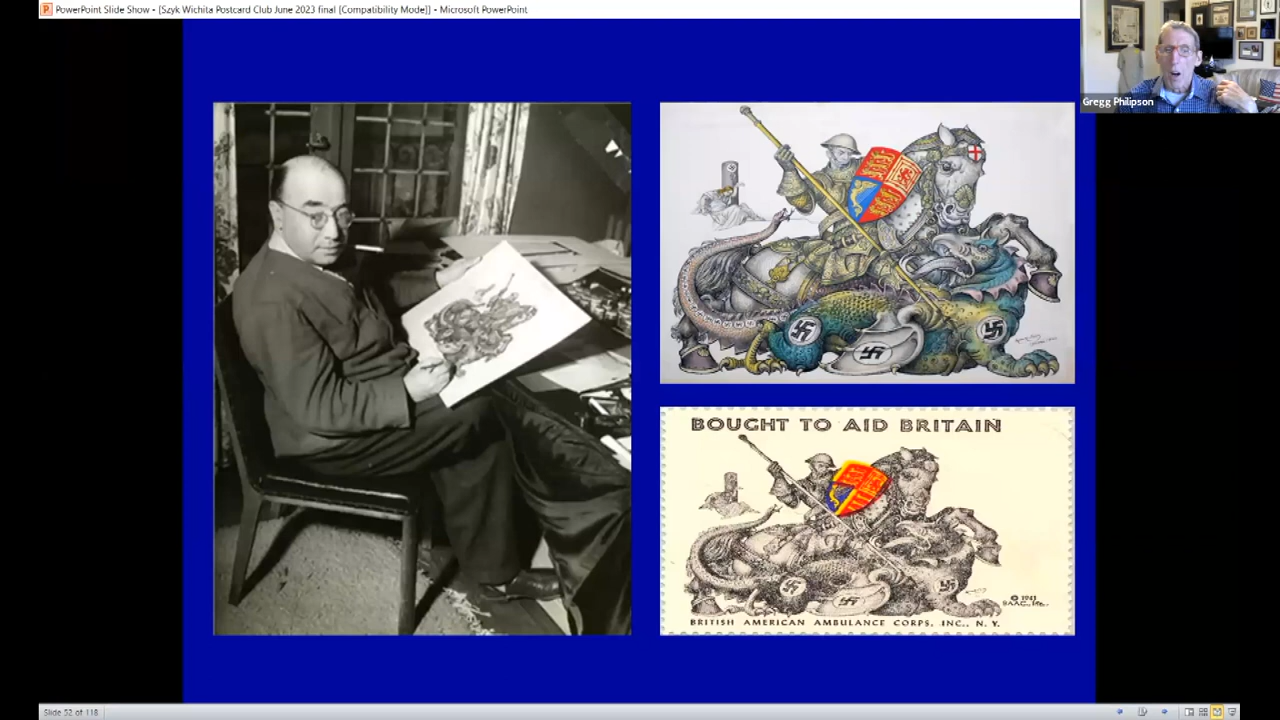 PowerPoint Slide Show - [Szyk Wichita Postcard Club June 2023 final [Compatibility Mode]] - Microsoft PowerPoint
Gregg Philipson
BOUGHT TO AID BRITAIN
© 1941
BRITISH AMERICAN AMBULANCE CORPS, INC., N. Y.
Slide 52 of 118